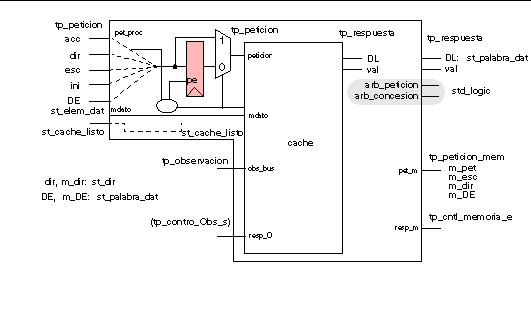 tp_peticion
acc
dir
esc
ini
DE
st_elem_dat
st_cache_listo
pet_proc
mdato
st_cache_listo
pe
1
0
tp_peticion
peticior
mdato
cache
obs_bus
resp_O
tp_observacion
(tp_contro_Obs_s)
dir, m_dir: st_dir
DE, m_DE: st_palabra_dat
tp_respuesta
DL
val
tp_respuesta
DL: st_palabra_dat
val
arb_peticion
arb_concesion
std_logic
pet_m
tp_peticion_mem
m_pet
m_esc
m_dir
m_DE
resp_m
tp_cntl_memoria_e